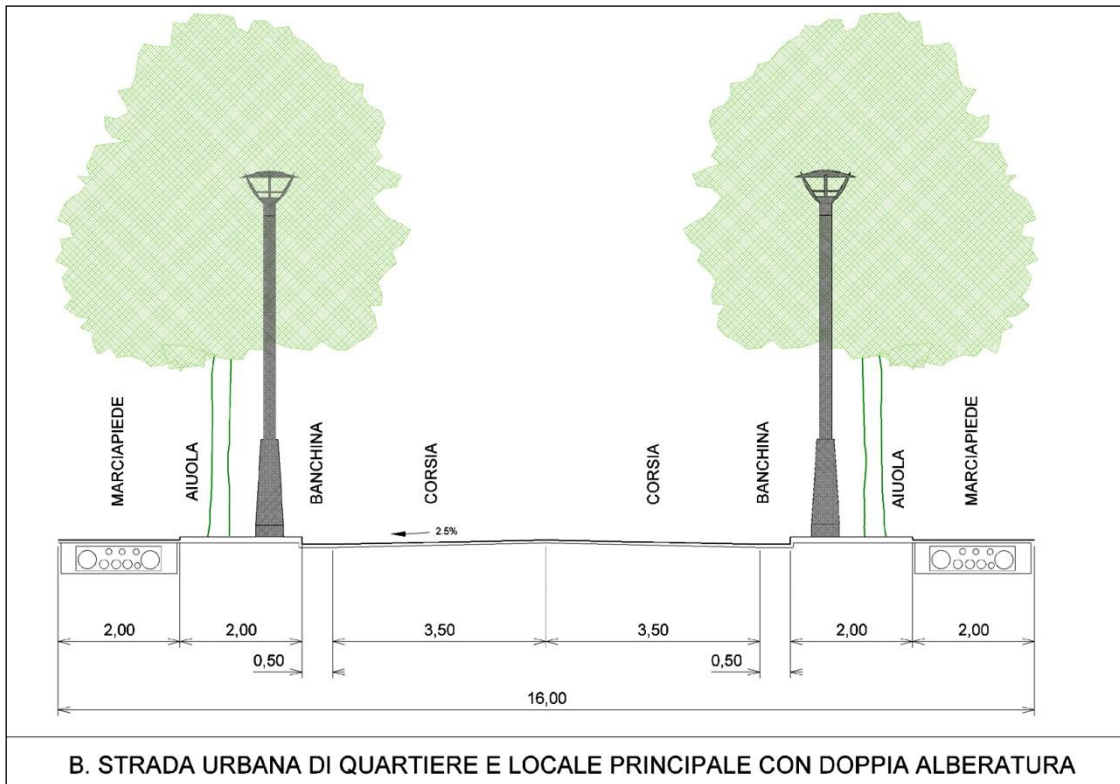 MARCIAPIEDE
AIUOLA
BANCHINA
CORSIA
CORSIA
BANCHINA
AIUOLA
MARCIAPIEDE
2.5%
2,00
2,00
3,50
3,50
2,00
2,00
0,50
0,50
16,00
B. STRADA URBANA DI QUARTIERE E LOCALE PRINCIPALE CON DOPPIA ALBERATURA